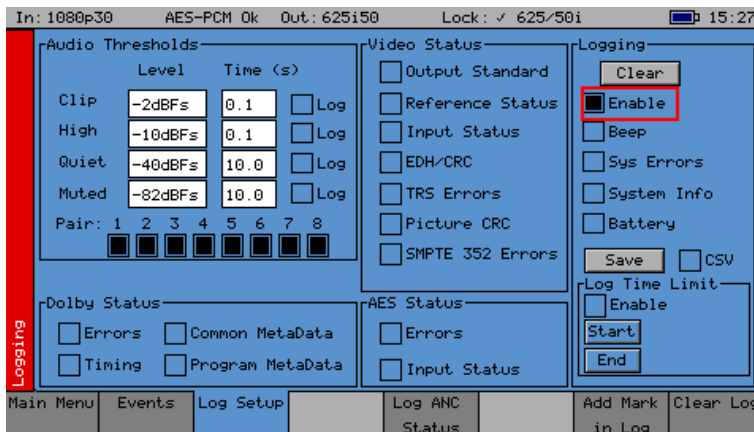 In: 1080p30 AES-PCM Ok Out: 625i50 Lock: ✓ 625/50i 15:27
Audio Thresholds
Level Time (s)
Clip -2dBFs 0.1 Log
High -10dBFs 0.1 Log
Quiet -40dBFs 10.0 Log
Muted -82dBFs 10.0 Log
Pair: 1 2 3 4 5 6 7 8
Video Status
Output Standard
Reference Status
Input Status
EDH/CRC
TRS Errors
Picture CRC
SMPTE 352 Errors
Logging
Clear
Enable
Beep
Sys Errors
System Info
Battery
Save CSV
Log Time Limit
Enable
Start
End
Dolby Status
Errors Common MetaData
Timing Program MetaData
AES Status
Errors
Input Status
Logging
Main Menu Events Log Setup Log ANC Status Add Mark in Log Clear Log